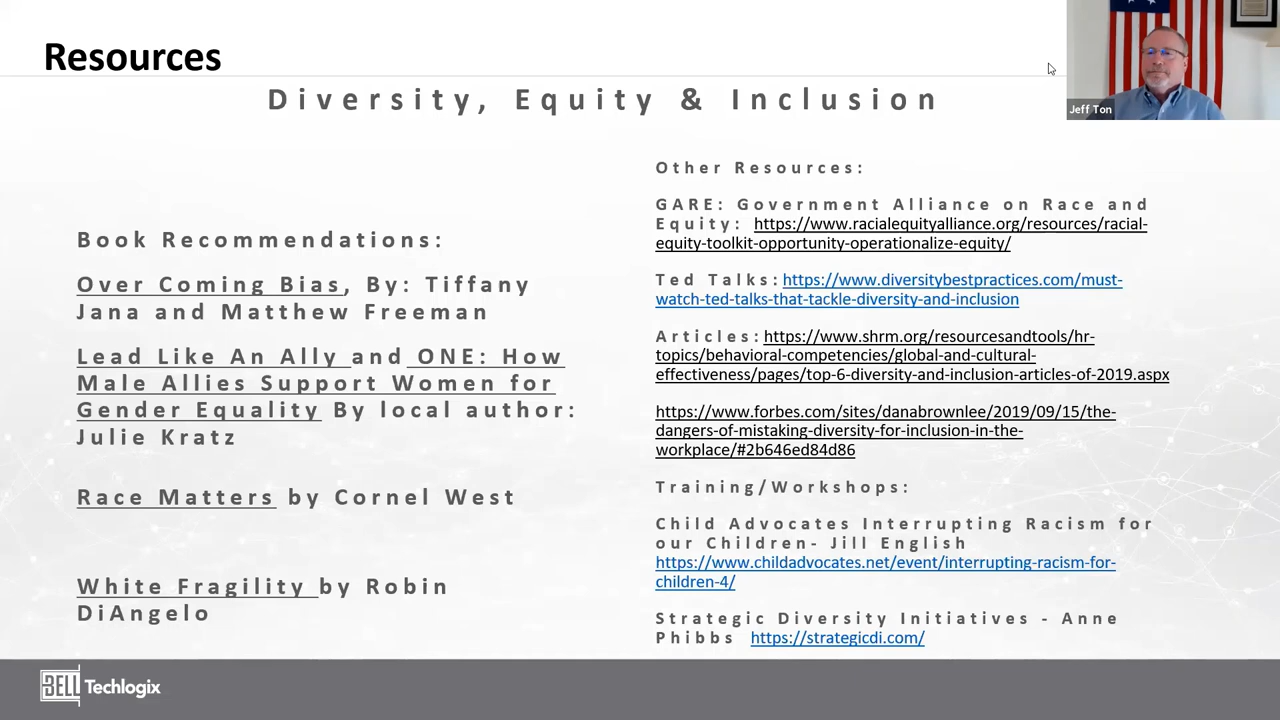 Resources
Diversity, Equity & Inclusion
Jeff Ton
Book Recommendations:
Over Coming Bias, By: Tiffany
Jana and Matthew Freeman
Lead Like An Ally and ONE: How
Male Allies Support Women for
Gender Equality By local author:
Julie Kratz
Race Matters by Cornel West
White Fragility by Robin
DiAngelo
Other Resources:
GARE: Government Alliance on Race and
Equity: https://www.racialequityalliance.org/resources/racial-
equity-toolkit-opportunity-operationalize-equity/
Ted Talks: https://www.diversitybestpractices.com/must-
watch-ted-talks-that-tackle-diversity-and-inclusion
Articles: https://www.shrm.org/resourcesandtools/hr-
topics/behavioral-competencies/global-and-cultural-
effectiveness/pages/top-6-diversity-and-inclusion-articles-of-2019.aspx
https://www.forbes.com/sites/danabrownlee/2019/09/15/the-
dangers-of-mistaking-diversity-for-inclusion-in-the-
workplace/#2b646ed84d86
Training/Workshops:
Child Advocates Interrupting Racism for
our Children- Jill English
https://www.childadvocates.net/event/interrupting-racism-for-
children-4/
Strategic Diversity Initiatives - Anne
Phibbs https://strategicdi.com/
BELL Techlogix